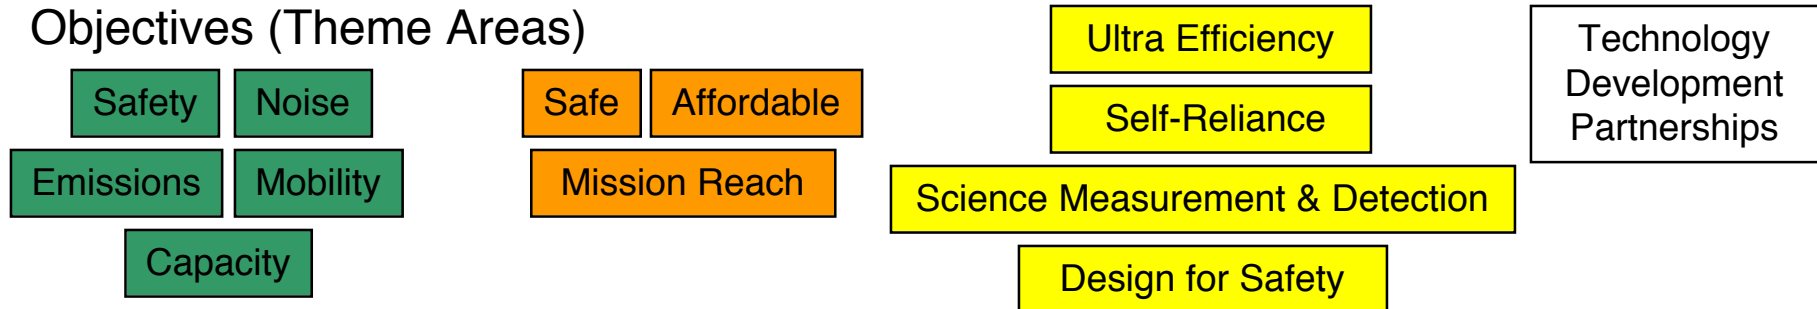 Objectives (Theme Areas)
Safety
Noise
Emissions
Mobility
Capacity
Safe
Affordable
Mission Reach
Ultra Efficiency
Self-Reliance
Science Measurement & Detection
Design for Safety
Technology
Development
Partnerships